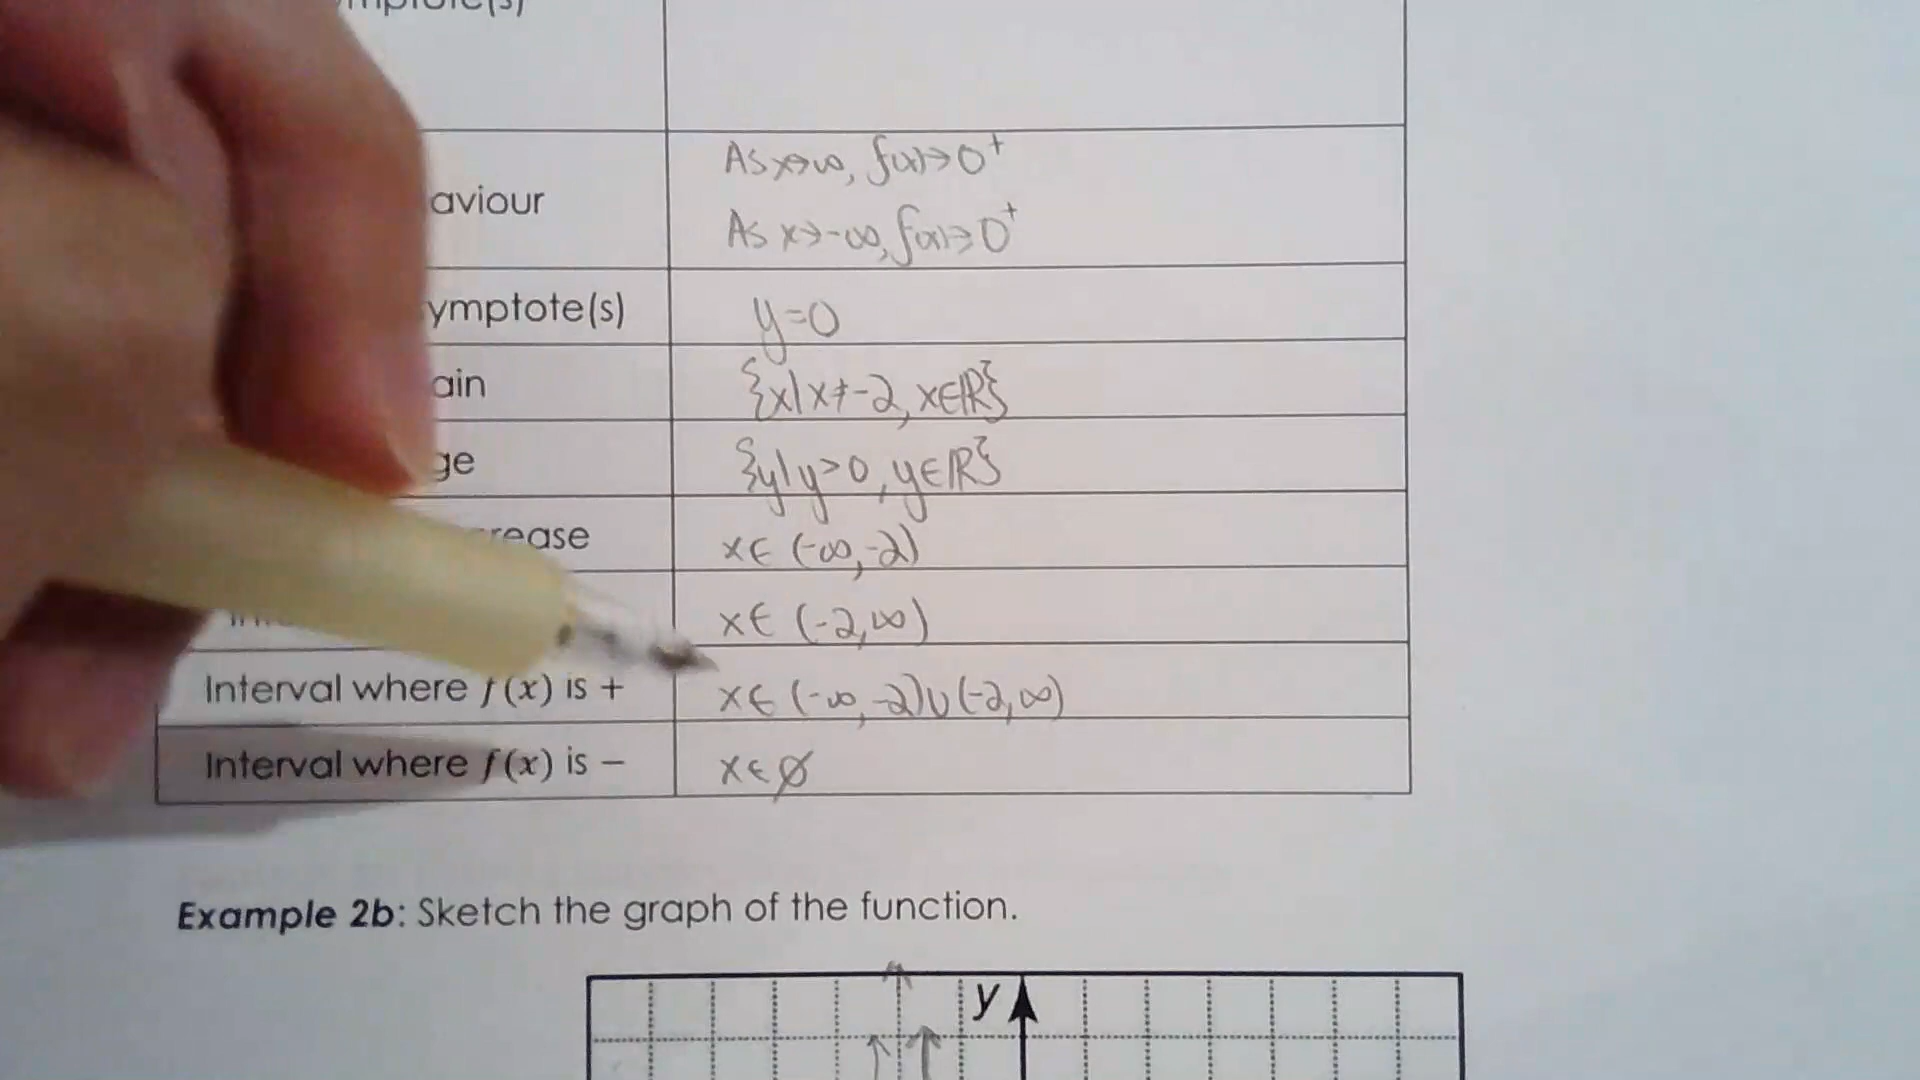 As x→∞, f(x)→0⁺
aviour
As x→-∞, f(x)→0⁺
ymptote(s) y=0
ain {x|x≠-2, x∈ℝ}
ge {y|y>0, y∈ℝ}
rease x∈(-∞,-2)
x∈(-2,∞)
Interval where f(x) is + x∈(-∞,-2)∪(-2,∞)
Interval where f(x) is − x∈∅
Example 2b: Sketch the graph of the function.
y